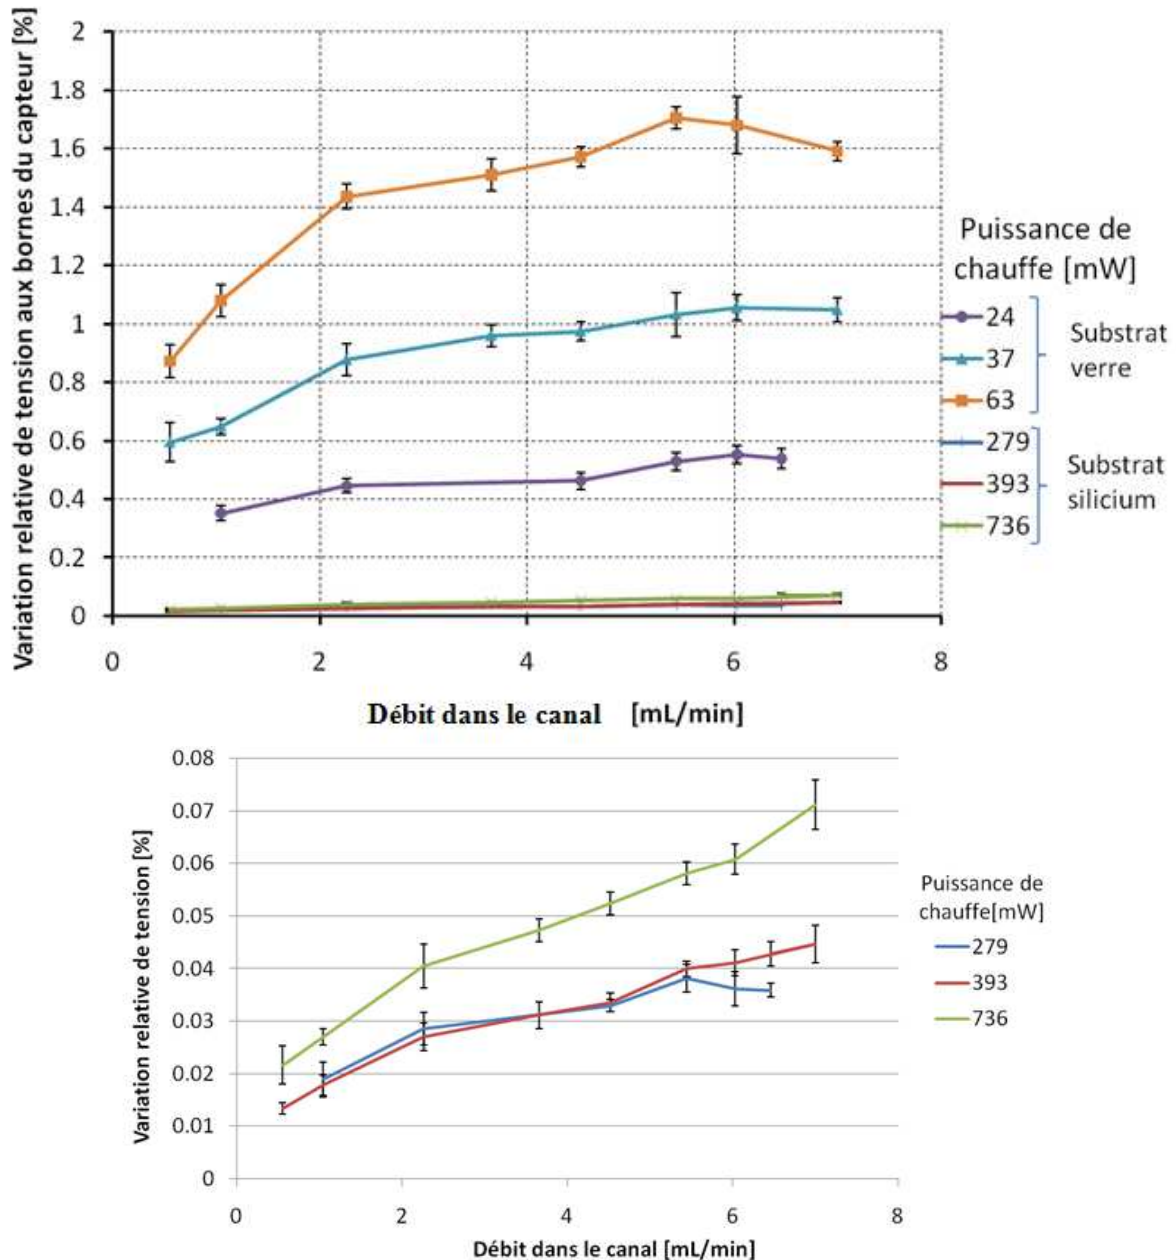 Variation relative de tension aux bornes du capteur [%]
2
1.8
1.6
1.4
1.2
1
0.8
0.6
0.4
0.2
0
0 2 4 6 8
Débit dans le canal [mL/min]
Puissance de
chauffe [mW]
24
37
63
Substrat
verre
279
393
736
Substrat
silicium
Variation relative de tension [%]
0.08
0.07
0.06
0.05
0.04
0.03
0.02
0.01
0
0 2 4 6 8
Débit dans le canal [mL/min]
Puissance de
chauffe[mW]
279
393
736